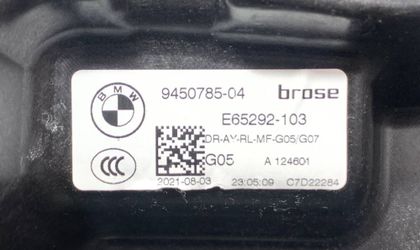 BMW
9450785-04 brose
E65292-103
DR-AY-RL-MF-G05/G07
G05 A 124601
CCC
2021-08-03 23:05:09 C7D22284